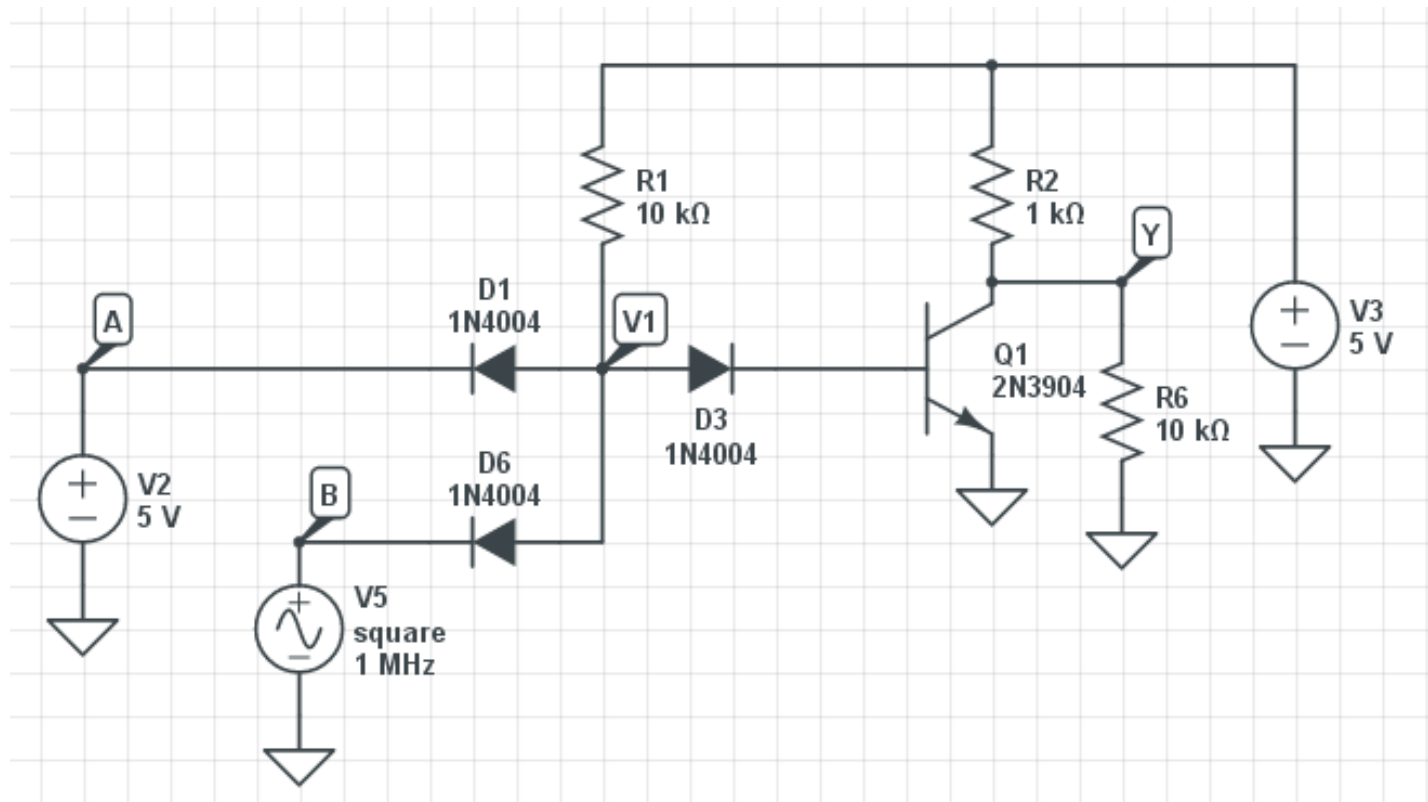 R1
10 kΩ
R2
1 kΩ
Y
D1
1N4004
A
V1
V3
5 V
Q1
2N3904
D3
1N4004
R6
10 kΩ
D6
1N4004
V2
5 V
B
V5
square
1 MHz